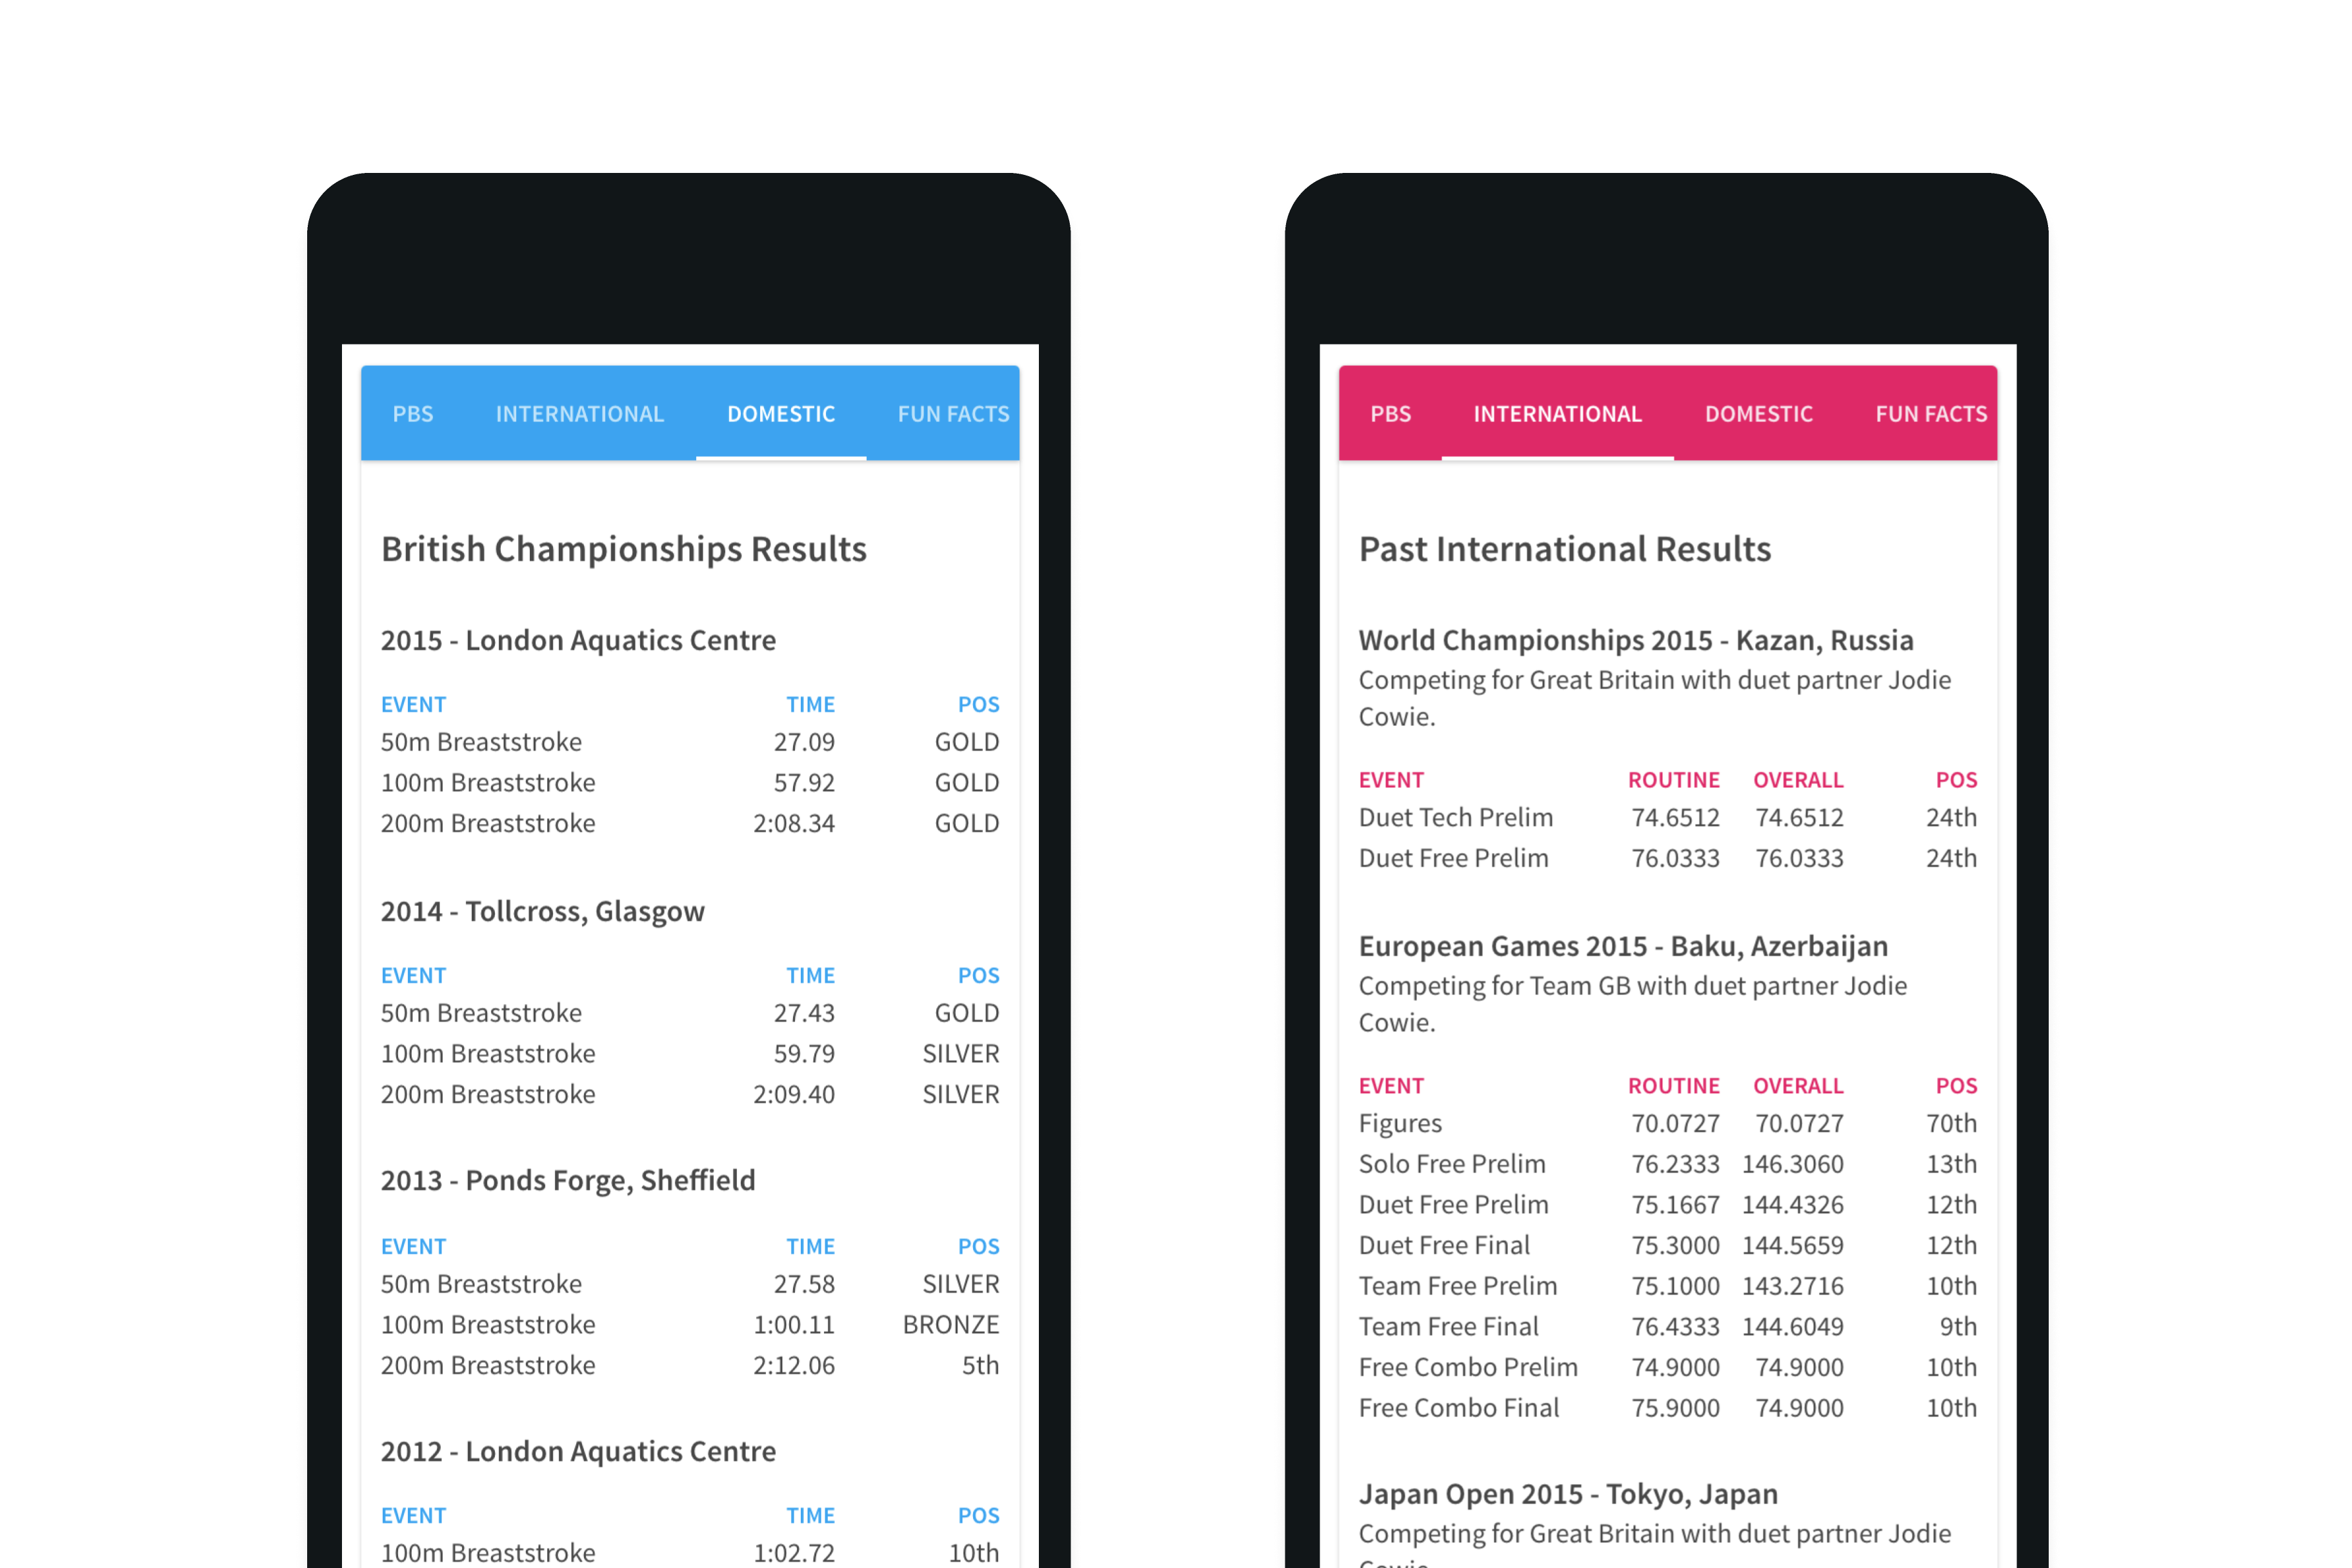 PBS INTERNATIONAL DOMESTIC FUN FACTS
British Championships Results
2015 - London Aquatics Centre
EVENT TIME POS
50m Breaststroke 27.09 GOLD
100m Breaststroke 57.92 GOLD
200m Breaststroke 2:08.34 GOLD
2014 - Tollcross, Glasgow
EVENT TIME POS
50m Breaststroke 27.43 GOLD
100m Breaststroke 59.79 SILVER
200m Breaststroke 2:09.40 SILVER
2013 - Ponds Forge, Sheffield
EVENT TIME POS
50m Breaststroke 27.58 SILVER
100m Breaststroke 1:00.11 BRONZE
200m Breaststroke 2:12.06 5th
2012 - London Aquatics Centre
EVENT TIME POS
100m Breaststroke 1:02.72 10th
PBS INTERNATIONAL DOMESTIC FUN FACTS
Past International Results
World Championships 2015 - Kazan, Russia
Competing for Great Britain with duet partner Jodie
Cowie.
EVENT ROUTINE OVERALL POS
Duet Tech Prelim 74.6512 74.6512 24th
Duet Free Prelim 76.0333 76.0333 24th
European Games 2015 - Baku, Azerbaijan
Competing for Team GB with duet partner Jodie
Cowie.
EVENT ROUTINE OVERALL POS
Figures 70.0727 70.0727 70th
Solo Free Prelim 76.2333 146.3060 13th
Duet Free Prelim 75.1667 144.4326 12th
Duet Free Final 75.3000 144.5659 12th
Team Free Prelim 75.1000 143.2716 10th
Team Free Final 76.4333 144.6049 9th
Free Combo Prelim 74.9000 74.9000 10th
Free Combo Final 75.9000 74.9000 10th
Japan Open 2015 - Tokyo, Japan
Competing for Great Britain with duet partner Jodie